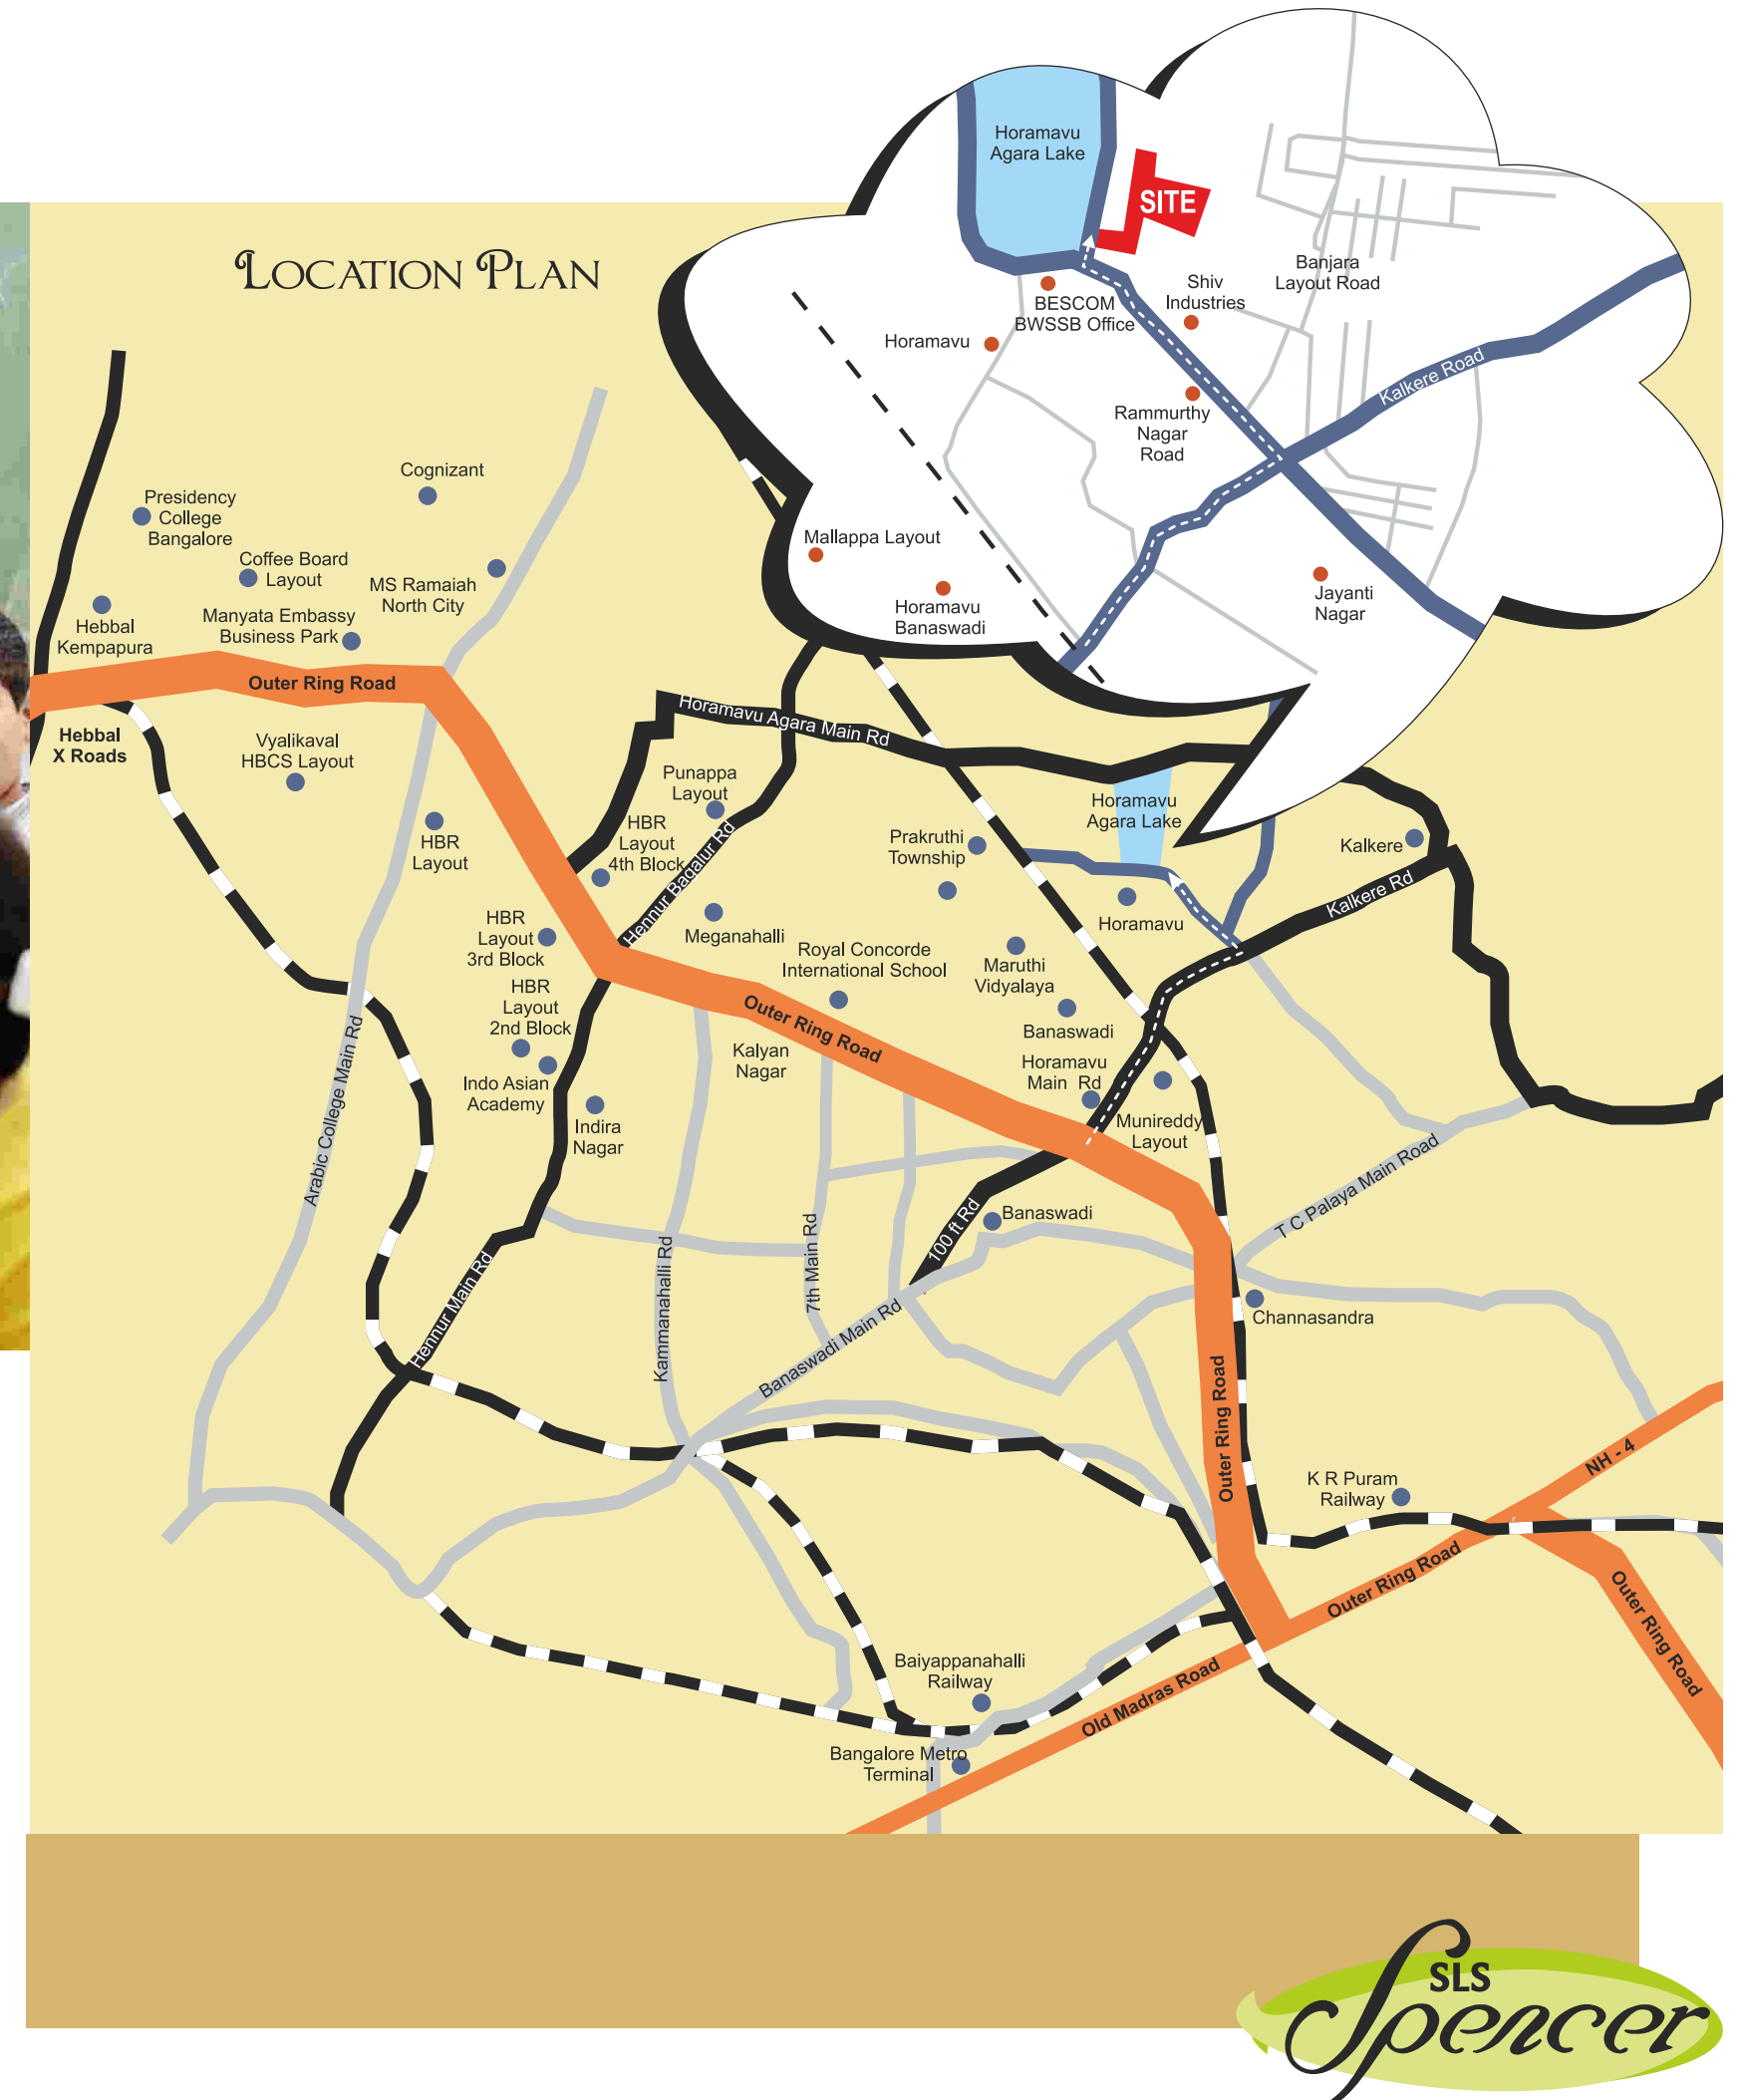 Horamavu
Agara Lake
SITE
Banjara
Layout Road
Shiv
Industries
BESCOM
BWSSB Office
Horamavu
Kalkere Road
Rammurthy
Nagar
Road
Mallappa Layout
Horamavu
Banaswadi
Jayanti
Nagar
LOCATION PLAN
Cognizant
Presidency
College
Bangalore
Coffee Board
Layout
MS Ramaiah
North City
Hebbal
Kempapura
Manyata Embassy
Business Park
Outer Ring Road
Hebbal
X Roads
Vyalikaval
HBCS Layout
HBR
Layout
Horamavu Agara Main Rd
Punappa
Layout
HBR
Layout
4th Block
Hennur Bagalur Rd
Prakruthi
Township
Horamavu
Agara Lake
Kalkere
Kalkere Rd
Horamavu
Meganahalli
HBR
Layout
3rd Block
Royal Concorde
International School
Maruthi
Vidyalaya
HBR
Layout
2nd Block
Outer Ring Road
Banaswadi
Kalyan
Nagar
Horamavu
Main Rd
Indo Asian
Academy
Indira
Nagar
Munireddy
Layout
Arabic College Main Rd
T C Palaya Main Road
Banaswadi
100 ft Rd
7th Main Rd
Kammanahalli Rd
Hennur Main Rd
Banaswadi Main Rd
Channasandra
Outer Ring Road
NH - 4
K R Puram
Railway
Outer Ring Road
Outer Ring Road
Baiyappanahalli
Railway
Old Madras Road
Bangalore Metro
Terminal
SLS
Spencer